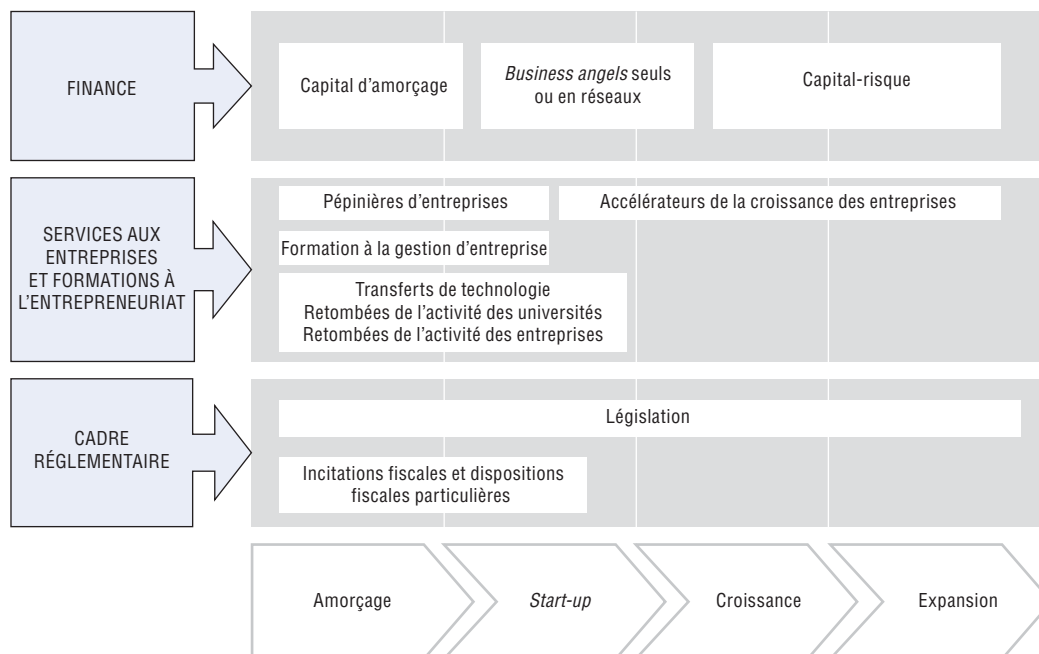 FINANCE
Capital d'amorçage
Business angels seuls
ou en réseaux
Capital-risque
SERVICES AUX
ENTREPRISES
ET FORMATIONS À
L'ENTREPRENEURIAT
Pépinières d'entreprises
Accélérateurs de la croissance des entreprises
Formation à la gestion d'entreprise
Transferts de technologie
Retombées de l'activité des universités
Retombées de l'activité des entreprises
CADRE
RÉGLEMENTAIRE
Législation
Incitations fiscales et dispositions
fiscales particulières
Amorçage
Start-up
Croissance
Expansion